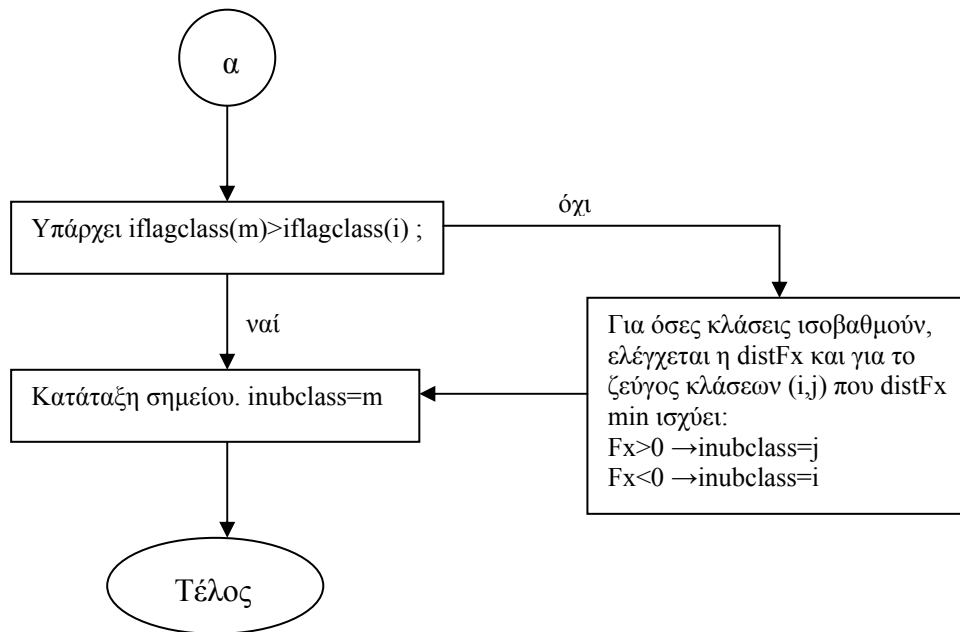 α
Υπάρχει iflagclass(m)>iflagclass(i) ;
όχι
ναί
Για όσες κλάσεις ισοβαθμούν,
ελέγχεται η distFx και για το
ζεύγος κλάσεων (i,j) που distFx
min ισχύει:
Fx>0 →inubclass=j
Fx<0 →inubclass=i
Κατάταξη σημείου. inubclass=m
Τέλος